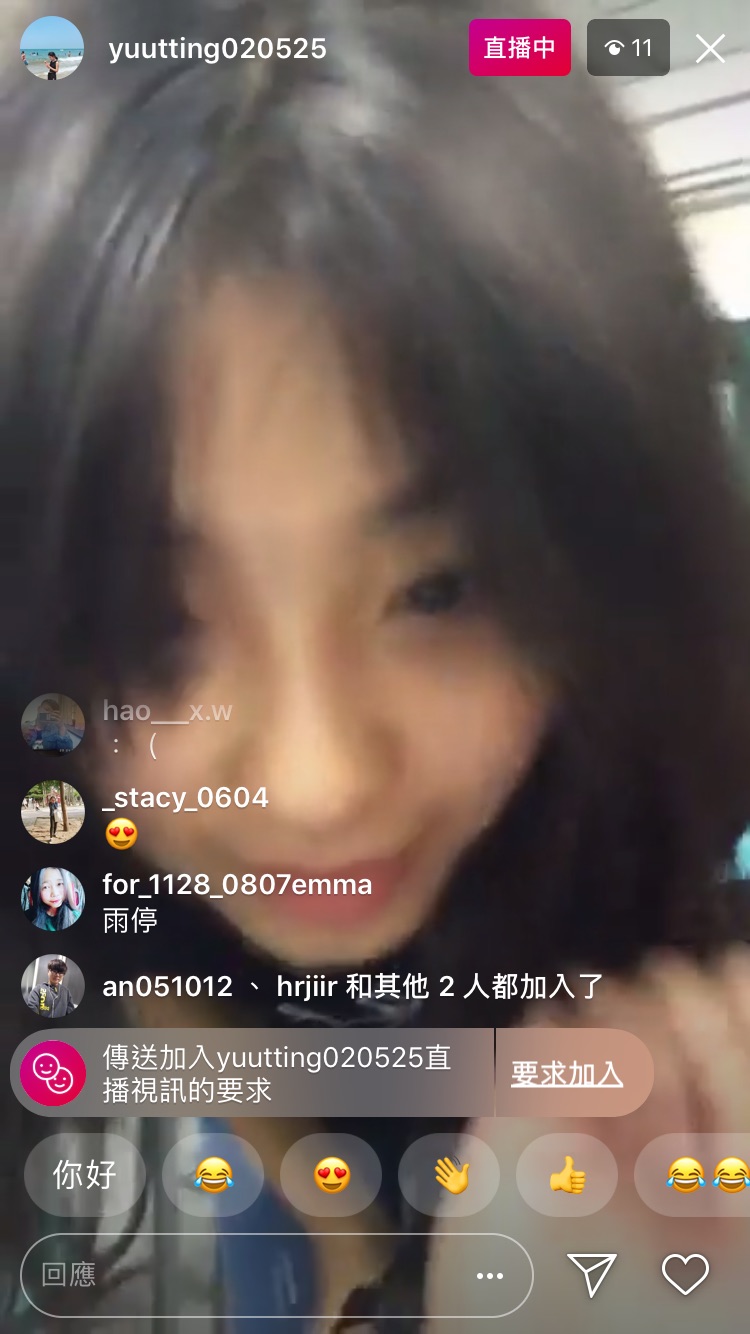 yuutting020525
直播中
11
hao___x.w
： （
_stacy_0604
😍
for_1128_0807emma
雨停
an051012 、 hrjiir 和其他 2 人都加入了
傳送加入yuutting020525直
播視訊的要求
要求加入
你好
😂
😍
👋
👍
😂😂
回應